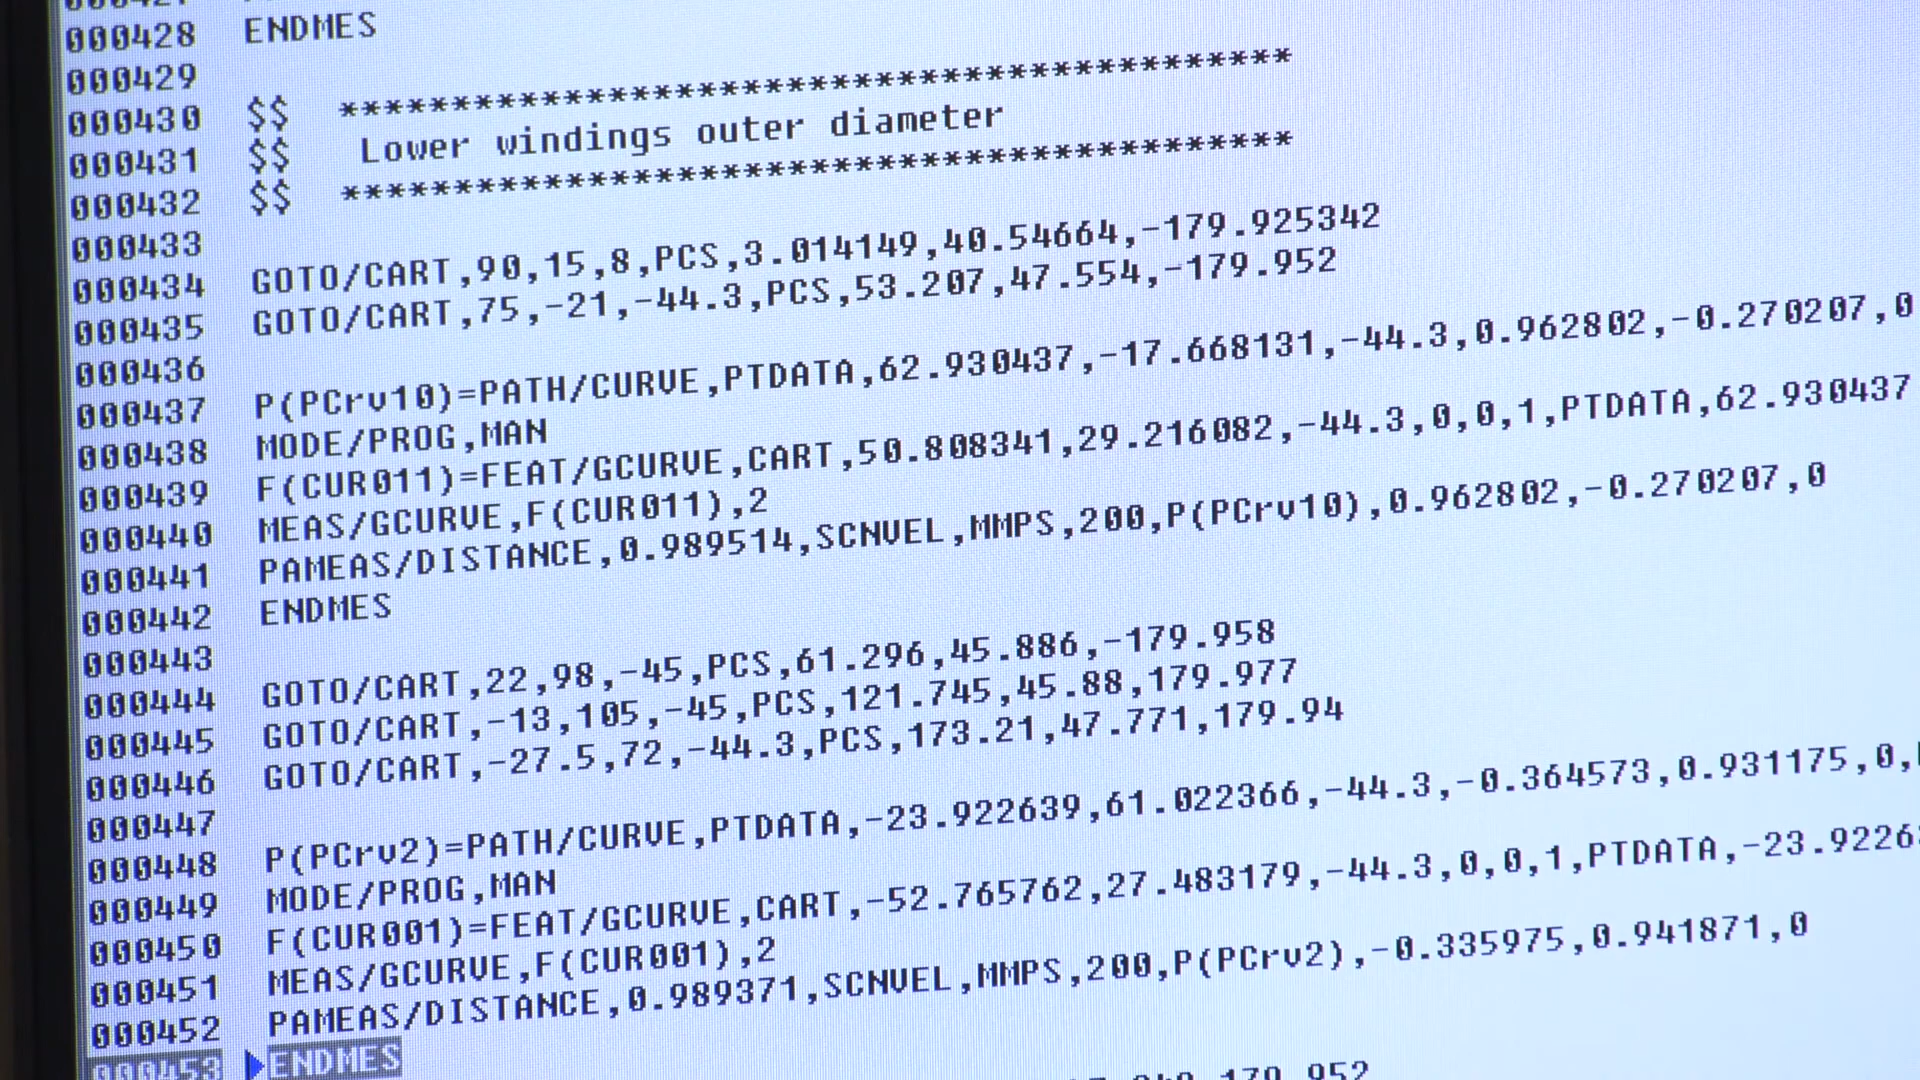 000428 ENDMES
000429
000430 $$ *******************************************
000431 $$ Lower windings outer diameter
000432 $$ *******************************************
000433
000434 GOTO/CART,90,15,8,PCS,3.014149,40.54664,-179.925342
000435 GOTO/CART,75,-21,-44.3,PCS,53.207,47.554,-179.952
000436
000437 P(PCrv10)=PATH/CURVE,PTDATA,62.930437,-17.668131,-44.3,0.962802,-0.270207,0
000438 MODE/PROG,MAN
000439 F(CUR011)=FEAT/GCURVE,CART,50.808341,29.216082,-44.3,0,0,1,PTDATA,62.930437
000440 MEAS/GCURVE,F(CUR011),2
000441 PAMEAS/DISTANCE,0.989514,SCNVEL,MMPS,200,P(PCrv10),0.962802,-0.270207,0
000442 ENDMES
000443
000444 GOTO/CART,22,98,-45,PCS,61.296,45.886,-179.958
000445 GOTO/CART,-13,105,-45,PCS,121.745,45.88,179.977
000446 GOTO/CART,-27.5,72,-44.3,PCS,173.21,47.771,179.94
000447
000448 P(PCrv2)=PATH/CURVE,PTDATA,-23.922639,61.022366,-44.3,-0.364573,0.931175,0,
000449 MODE/PROG,MAN
000450 F(CUR001)=FEAT/GCURVE,CART,-52.765762,27.483179,-44.3,0,0,1,PTDATA,-23.9226
000451 MEAS/GCURVE,F(CUR001),2
000452 PAMEAS/DISTANCE,0.989371,SCNVEL,MMPS,200,P(PCrv2),-0.335975,0.941871,0
000453 ENDMES